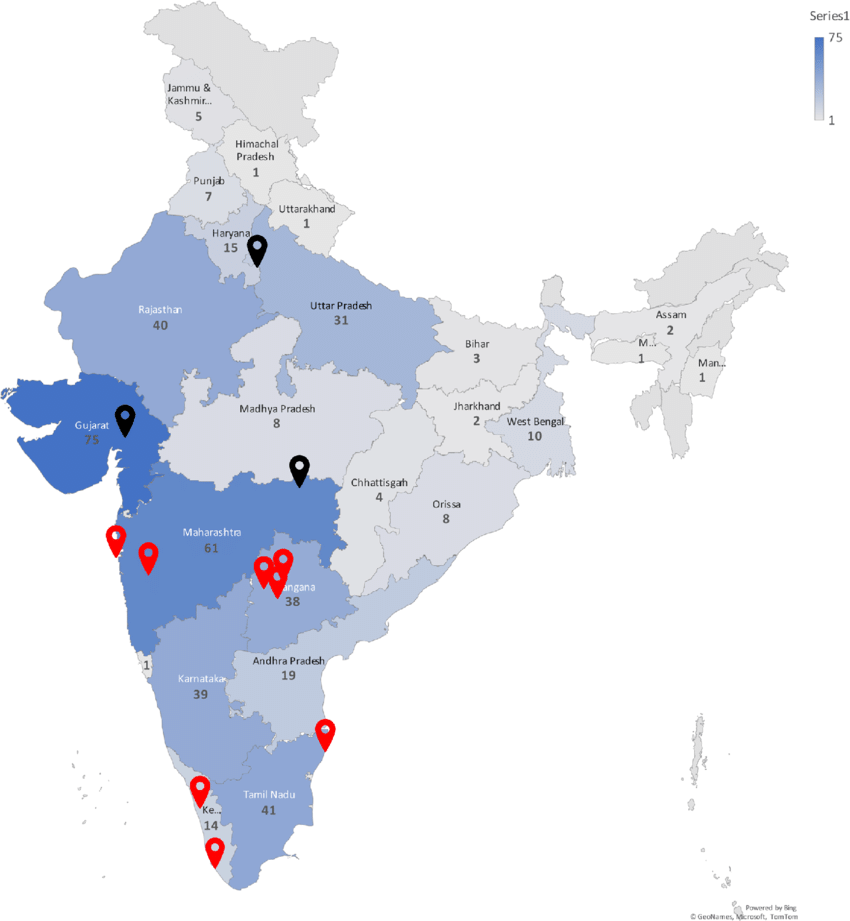 Series1
75
1
Jammu &
Kashmir...
5
Himachal
Pradesh
1
Punjab
7
Uttarakhand
1
Haryana
15
Rajasthan
40
Uttar Pradesh
31
Assam
2
M...
1
Man...
1
Bihar
3
Gujarat
75
Madhya Pradesh
8
Jharkhand
2
West Bengal
10
Chhattisgarh
4
Orissa
8
Maharashtra
61
angana
38
1
Karnataka
39
Andhra Pradesh
19
Tamil Nadu
41
Ke...
14
Powered by Bing
© GeoNames, Microsoft, TomTom